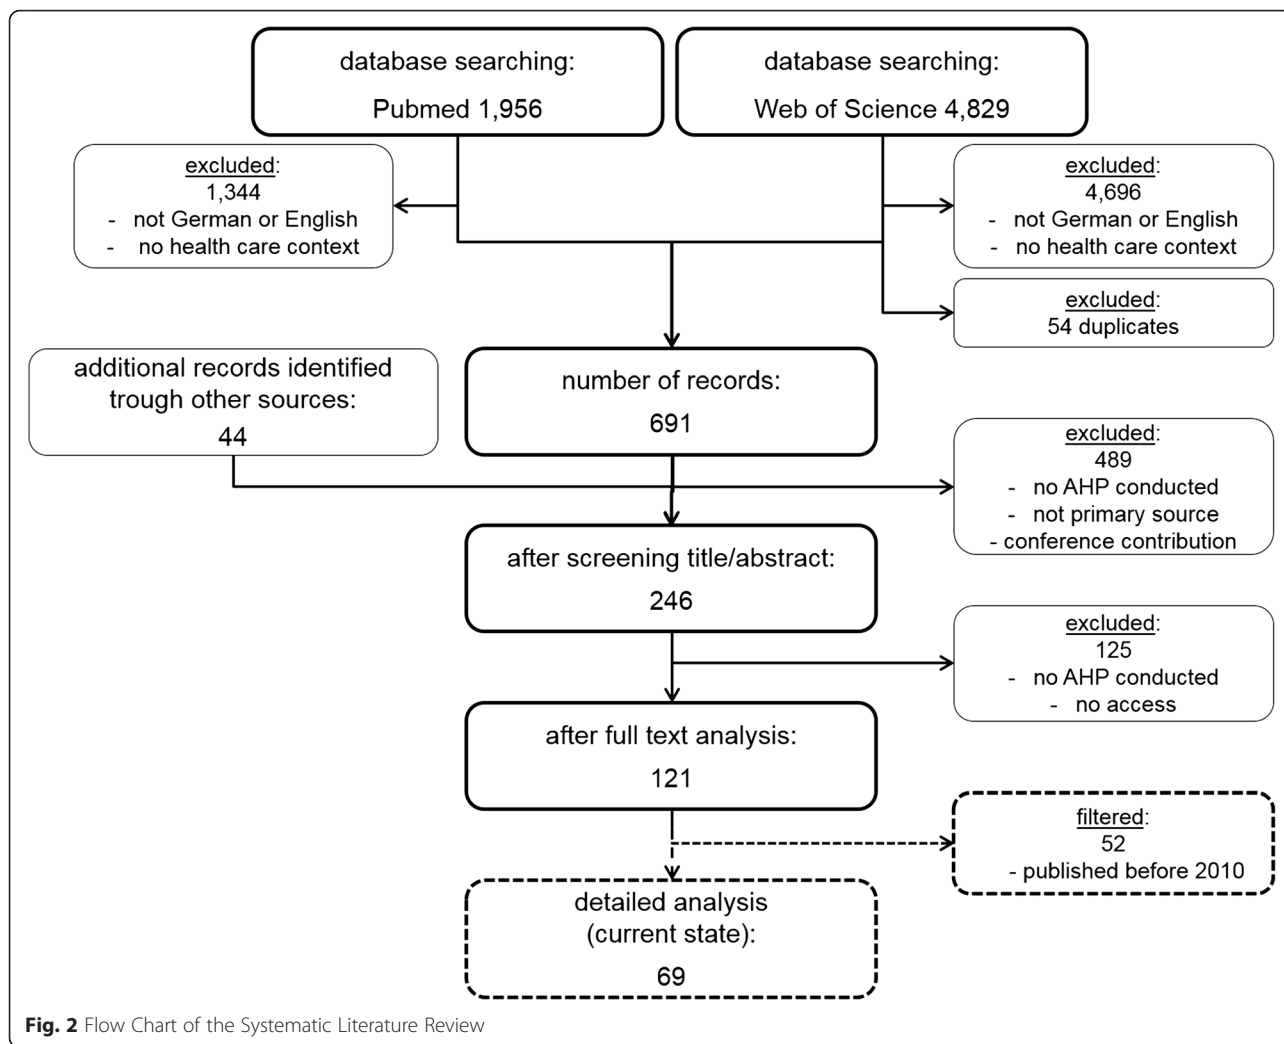 database searching:
Pubmed 1,956
database searching:
Web of Science 4,829
excluded:
1,344
- not German or English
- no health care context
excluded:
4,696
- not German or English
- no health care context
excluded:
54 duplicates
additional records identified
trough other sources:
44
number of records:
691
excluded:
489
- no AHP conducted
- not primary source
- conference contribution
after screening title/abstract:
246
excluded:
125
- no AHP conducted
- no access
after full text analysis:
121
filtered:
52
- published before 2010
detailed analysis
(current state):
69
Fig. 2 Flow Chart of the Systematic Literature Review